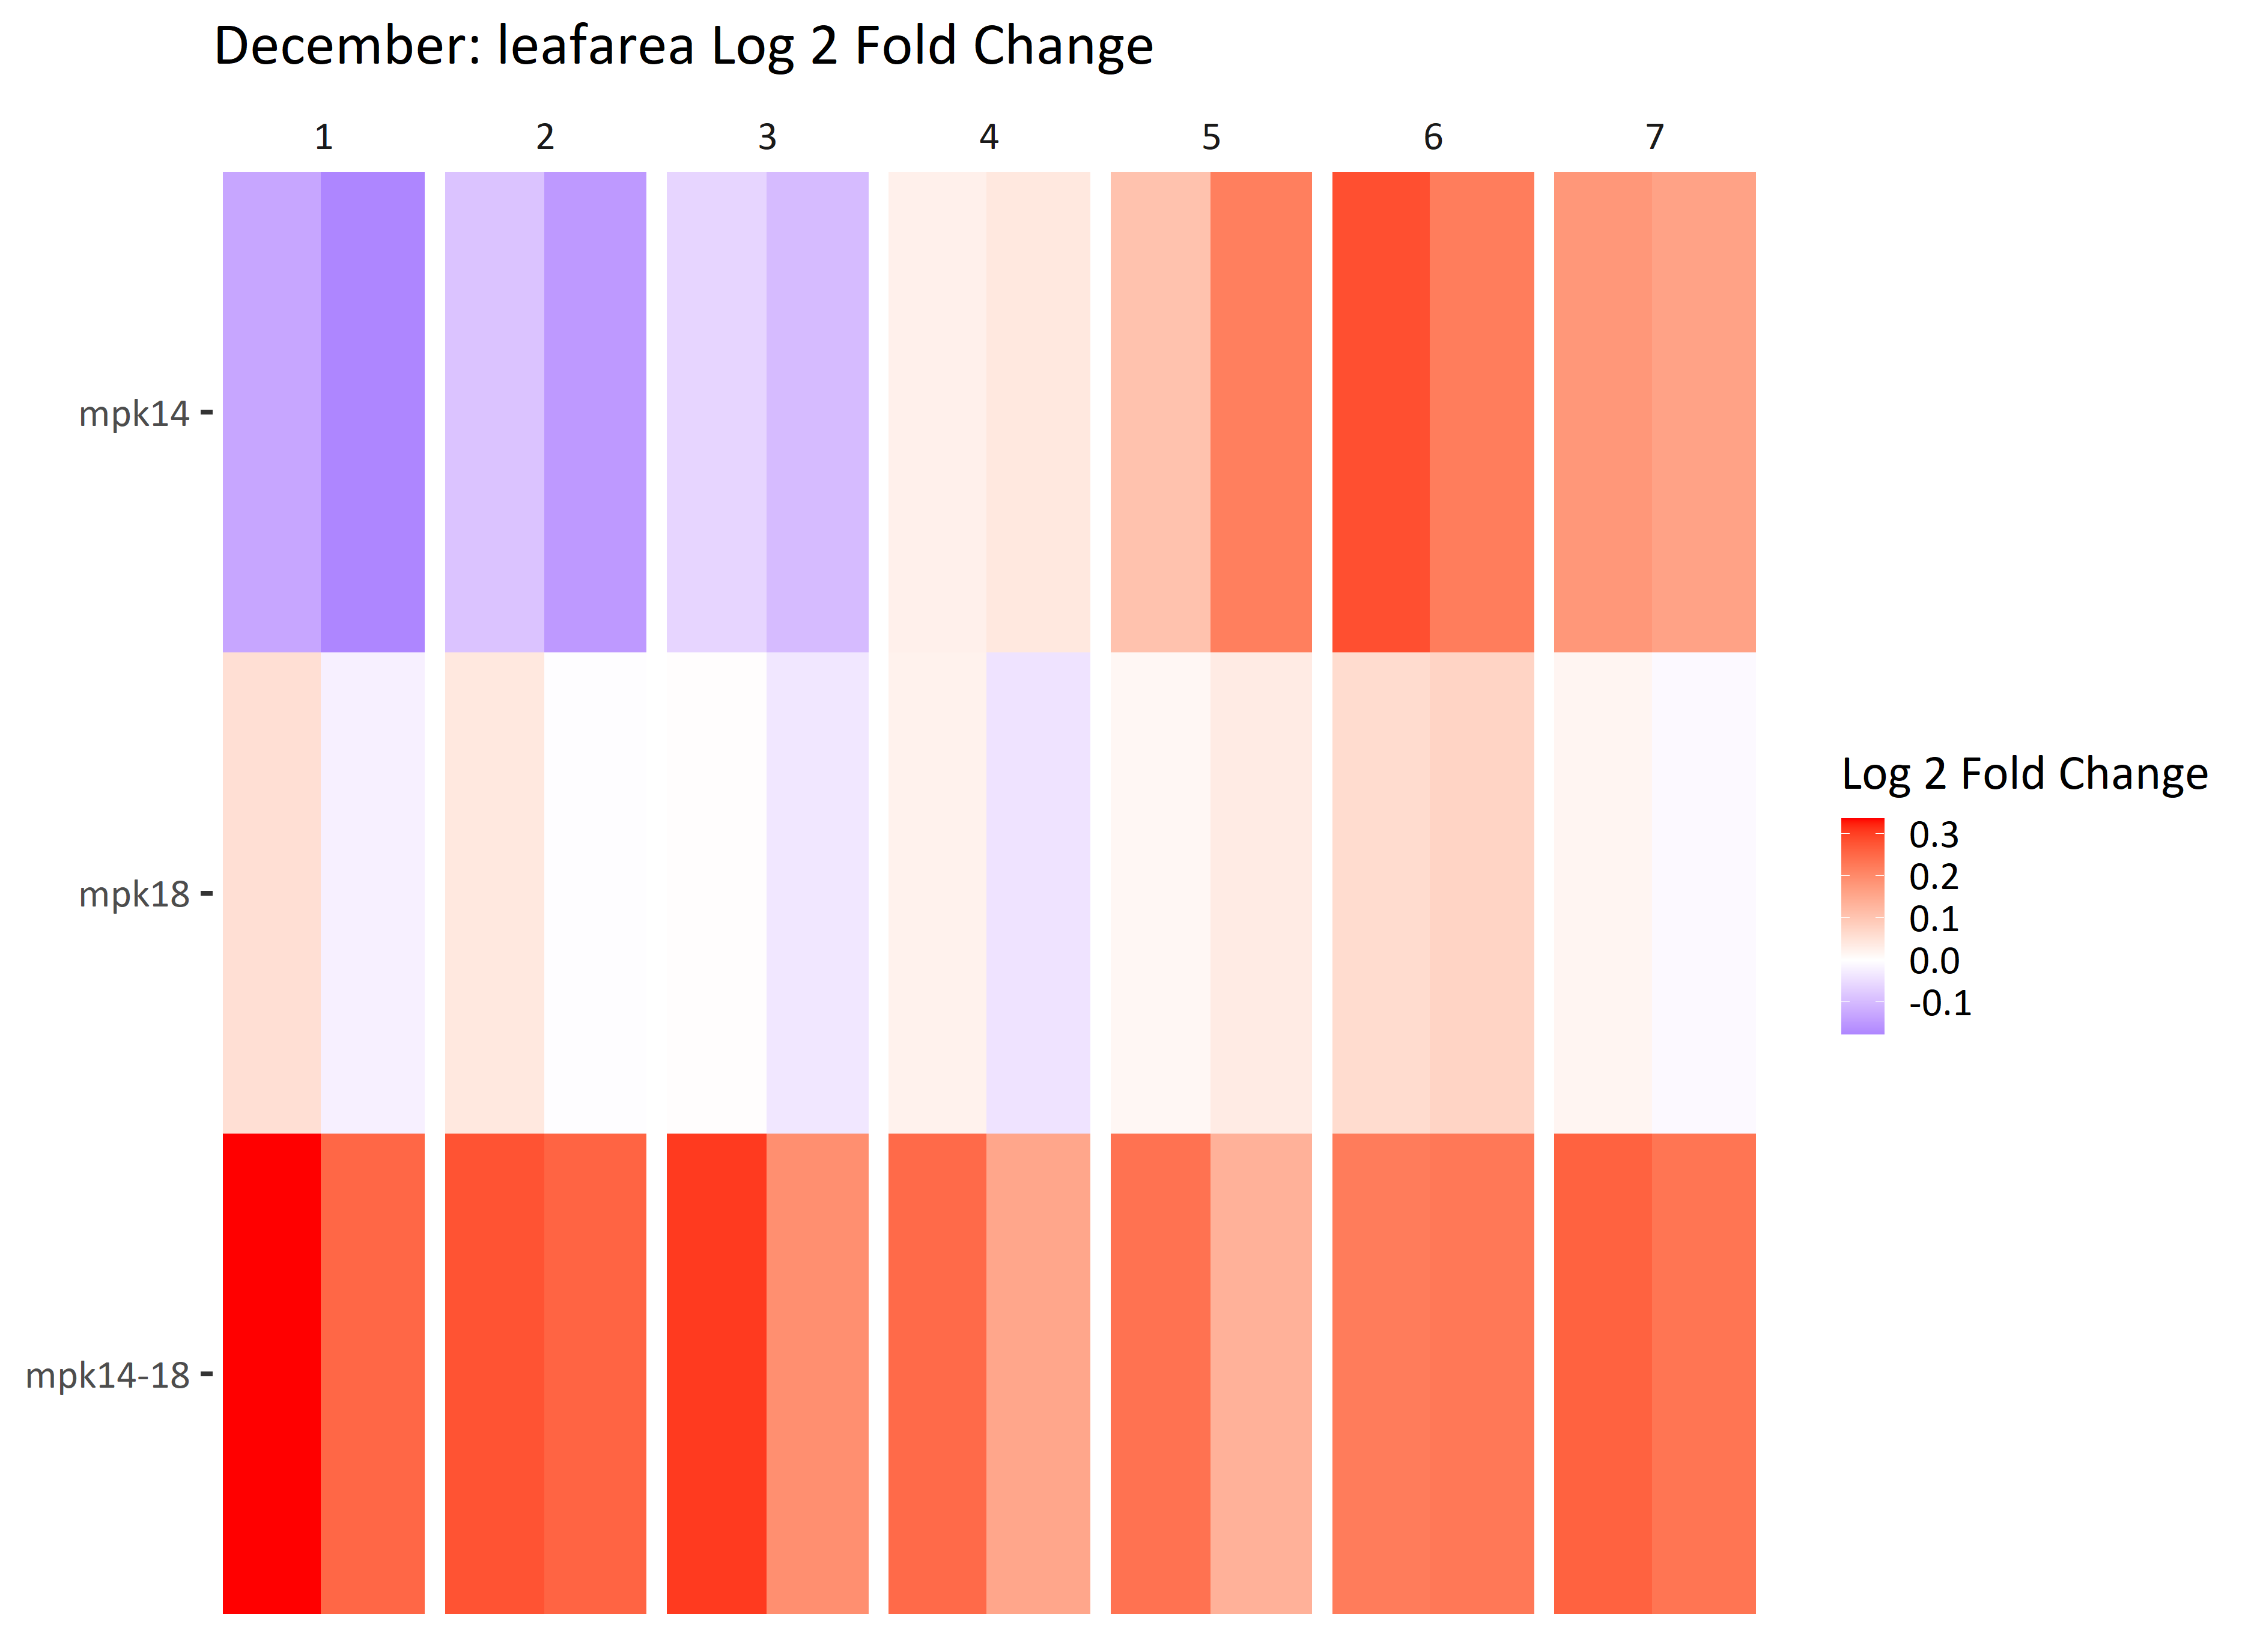 December: leafarea Log 2 Fold Change
1 2 3 4 5 6 7
mpk14
mpk18
mpk14-18
Log 2 Fold Change
0.3
0.2
0.1
0.0
-0.1